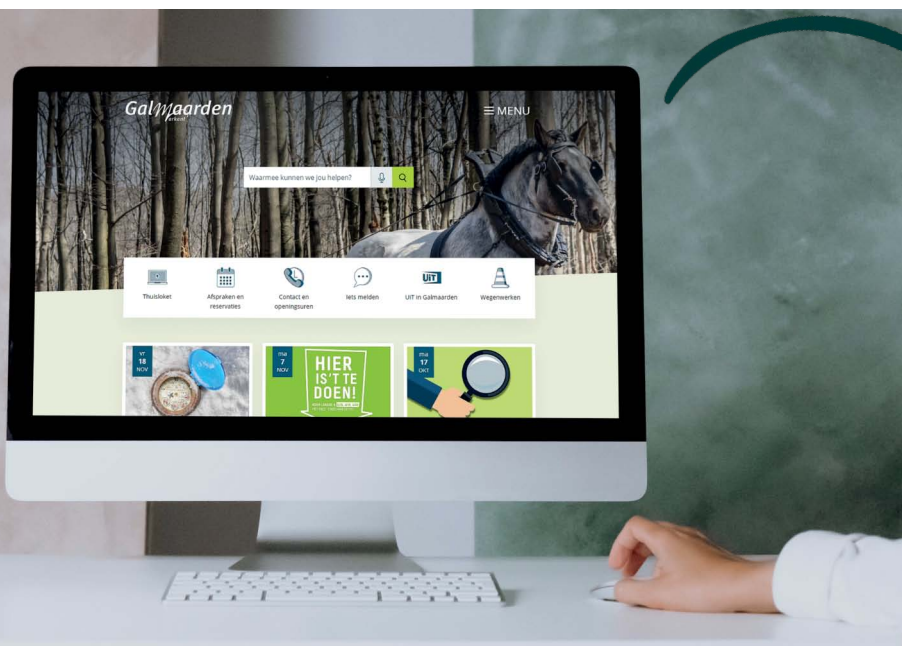 Galmaarden
≡ MENU
Waarmee kunnen we jou helpen?
UiT
Thuisloket
Afspraken en
reservaties
Contact en
openingsuren
Iets melden
UiT in Galmaarden
Wegenwerken
vr
18
NOV
ma
7
NOV
HIER
IS'T TE
DOEN!
ma
17
OKT